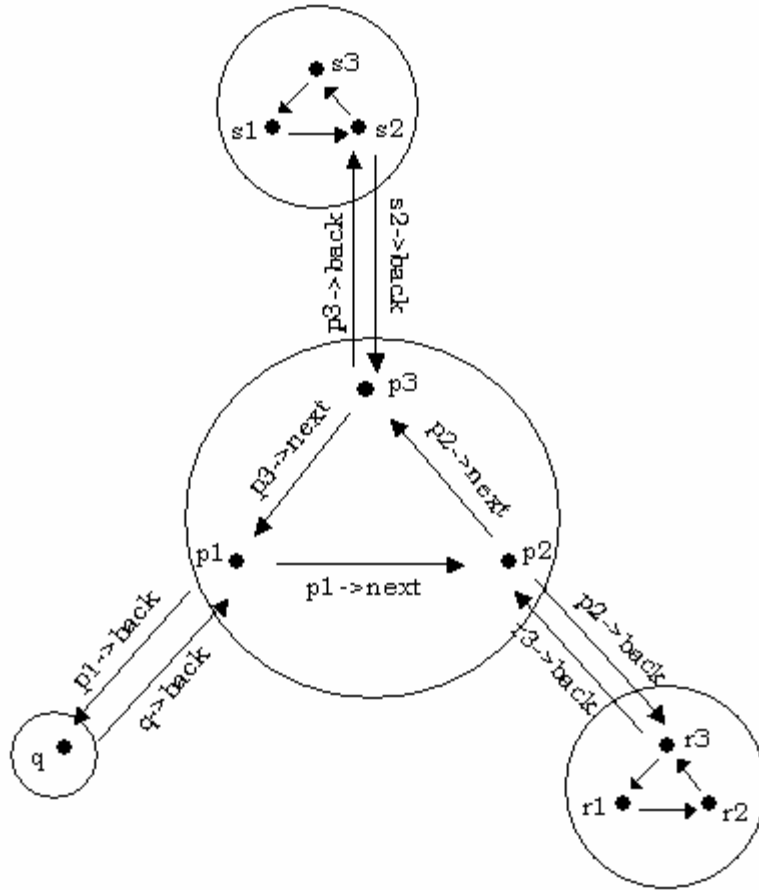 s3
s1
s2
p3->back
s2->back
p3
p3->next
p2->next
p1
p2
p1->next
p1->back
q->back
p2->back
r3->back
q
r3
r1
r2